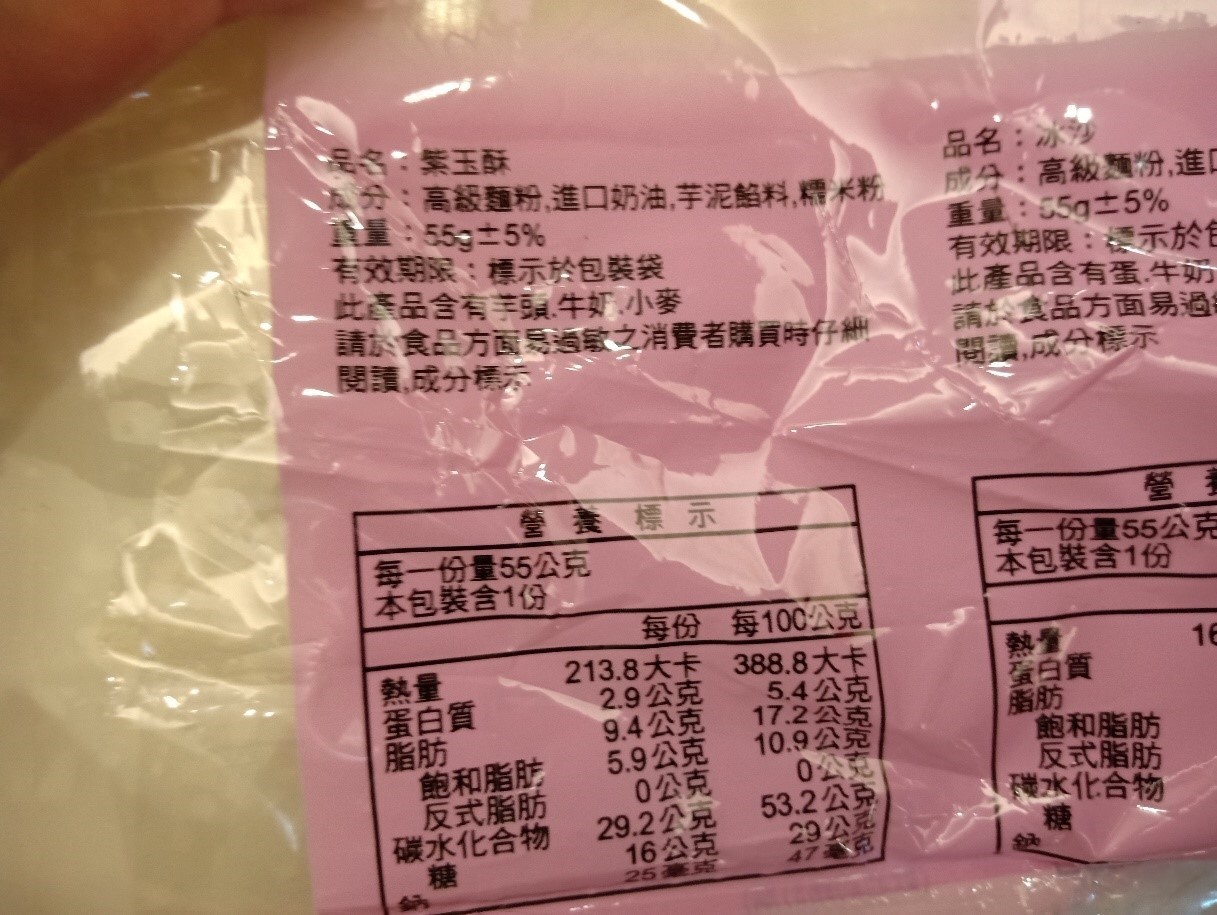 品名：紫玉酥
成分：高級麵粉,進口奶油,芋泥餡料,糯米粉
重量：55g±5%
有效期限：標示於包裝袋
此產品含有芋頭.牛奶.小麥
請於食品方面易過敏之消費者購買時仔細
閱讀,成分標示
營養標示
每一份量55公克
本包裝含1份
每份 每100公克
熱量 213.8大卡 388.8大卡
蛋白質 2.9公克 5.4公克
脂肪 9.4公克 17.2公克
飽和脂肪 5.9公克 10.9公克
反式脂肪 0公克 0公克
碳水化合物 29.2公克 53.2公克
糖 16公克 29公克
鈉 25毫克 47毫克
品名：冰沙
成分：高級麵粉,進口
重量：55g±5%
有效期限：標示於包
此產品含有蛋.牛奶
請於食品方面易過敏
閱讀,成分標示
營養
每一份量55公克
本包裝含1份
熱量 16
蛋白質
脂肪
飽和脂肪
反式脂肪
碳水化合物
糖
鈉